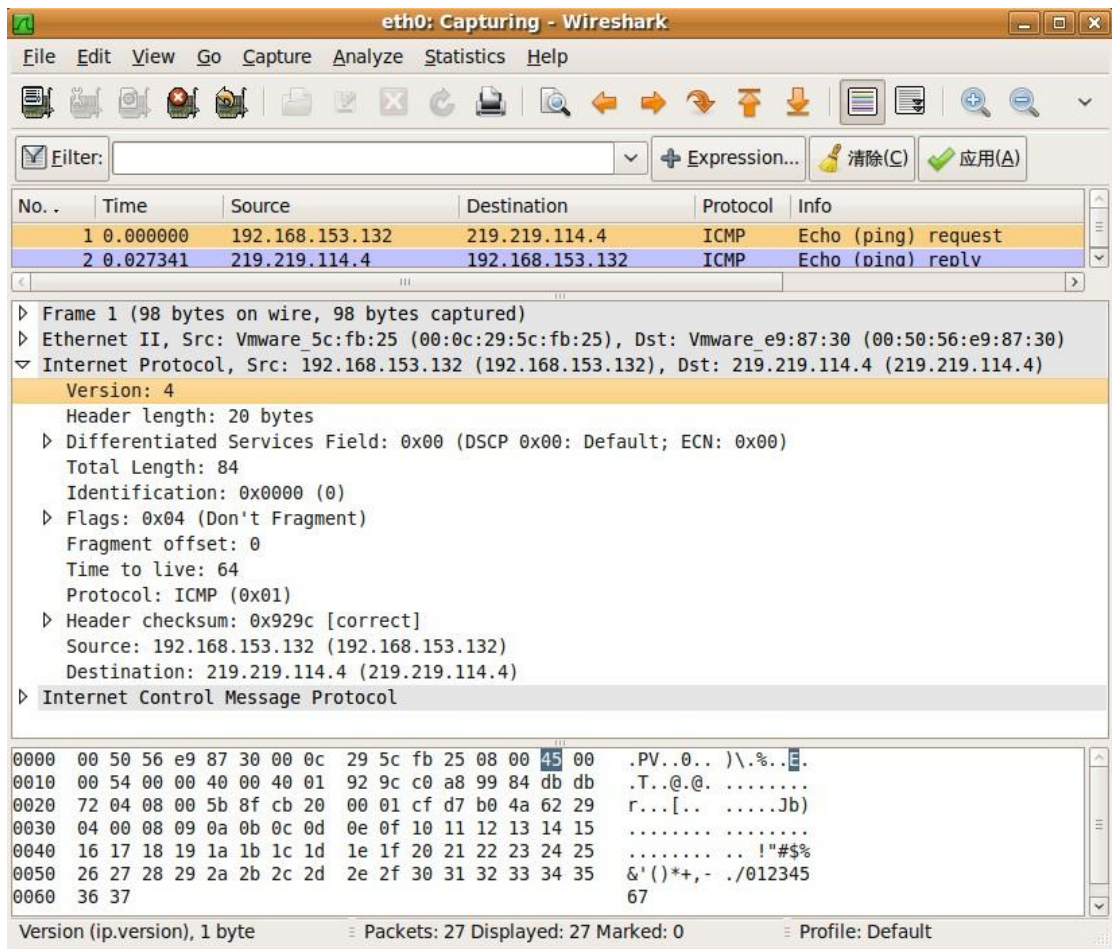 eth0: Capturing - Wireshark
File Edit View Go Capture Analyze Statistics Help
Filter: Expression... 清除(C) 应用(A)
No. . Time Source Destination Protocol Info
1 0.000000 192.168.153.132 219.219.114.4 ICMP Echo (ping) request
2 0.027341 219.219.114.4 192.168.153.132 ICMP Echo (ping) reply
Frame 1 (98 bytes on wire, 98 bytes captured)
Ethernet II, Src: Vmware_5c:fb:25 (00:0c:29:5c:fb:25), Dst: Vmware_e9:87:30 (00:50:56:e9:87:30)
Internet Protocol, Src: 192.168.153.132 (192.168.153.132), Dst: 219.219.114.4 (219.219.114.4)
Version: 4
Header length: 20 bytes
Differentiated Services Field: 0x00 (DSCP 0x00: Default; ECN: 0x00)
Total Length: 84
Identification: 0x0000 (0)
Flags: 0x04 (Don't Fragment)
Fragment offset: 0
Time to live: 64
Protocol: ICMP (0x01)
Header checksum: 0x929c [correct]
Source: 192.168.153.132 (192.168.153.132)
Destination: 219.219.114.4 (219.219.114.4)
Internet Control Message Protocol
0000 00 50 56 e9 87 30 00 0c 29 5c fb 25 08 00 45 00 .PV..0.. )\.%..E.
0010 00 54 00 00 40 00 40 01 92 9c c0 a8 99 84 db db .T..@.@. ........
0020 72 04 08 00 5b 8f cb 20 00 01 cf d7 b0 4a 62 29 r...[.. .....Jb)
0030 04 00 08 09 0a 0b 0c 0d 0e 0f 10 11 12 13 14 15 ........ ........
0040 16 17 18 19 1a 1b 1c 1d 1e 1f 20 21 22 23 24 25 ........ .. !"#$%
0050 26 27 28 29 2a 2b 2c 2d 2e 2f 30 31 32 33 34 35 &'()*+,- ./012345
0060 36 37 67
Version (ip.version), 1 byte Packets: 27 Displayed: 27 Marked: 0 Profile: Default